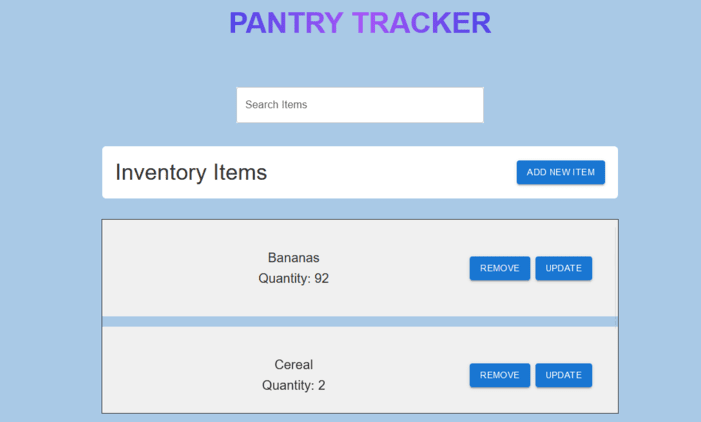 PANTRY TRACKER
Search Items
Inventory Items
ADD NEW ITEM
Bananas
Quantity: 92
REMOVE
UPDATE
Cereal
Quantity: 2
REMOVE
UPDATE